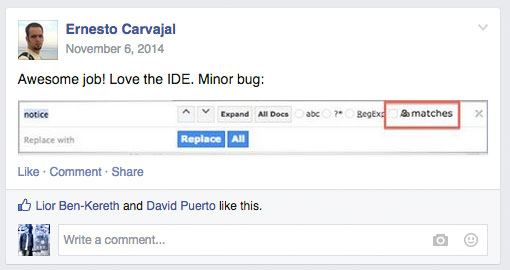 Ernesto Carvajal
November 6, 2014
Awesome job! Love the IDE. Minor bug:
notice Expand All Docs abc ?* RegExp matches
Replace with Replace All
Like · Comment · Share
Lior Ben-Kereth and David Puerto like this.
Write a comment...